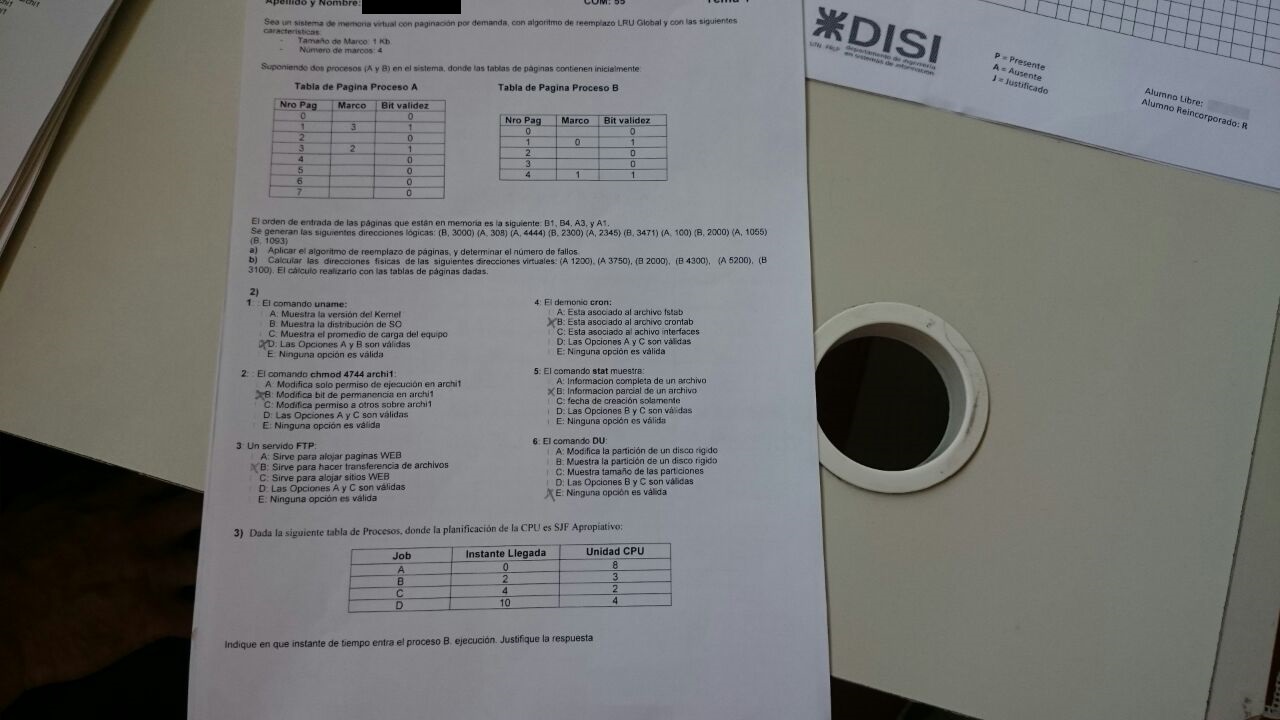 Apellido y Nombre:
COM: 55
Tema 1
Sea un sistema de memoria virtual con paginación por demanda, con algoritmo de reemplazo LRU Global y con las siguientes
características:
- Tamaño de Marco: 1 Kb
- Número de marcos: 4
Suponiendo dos procesos (A y B) en el sistema, donde las tablas de páginas contienen inicialmente:
Tabla de Pagina Proceso A
Nro Pag Marco Bit validez
0 0
1 3 1
2 0
3 2 1
4 0
5 0
6 0
7 0
Tabla de Pagina Proceso B
Nro Pag Marco Bit validez
0 0
1 0 1
2 0
3 0
4 1 1
El orden de entrada de las páginas que están en memoria es la siguiente: B1, B4, A3, y A1.
Se generan las siguientes direcciones lógicas: (B, 3000) (A, 308) (A, 4444) (B, 2300) (A, 2345) (B, 3471) (A, 100) (B, 2000) (A, 1055)
(B, 1093)
a) Aplicar el algoritmo de reemplazo de páginas, y determinar el número de fallos.
b) Calcular las direcciones físicas de las siguientes direcciones virtuales: (A 1200), (A 3750), (B 2000), (B 4300), (A 5200), (B
3100). El cálculo realizarlo con las tablas de páginas dadas.
2)
1: : El comando uname:
A: Muestra la versión del Kernel
B: Muestra la distribución de SO
C: Muestra el promedio de carga del equipo
D: Las Opciones A y B son válidas
E: Ninguna opción es válida
2: : El comando chmod 4744 archi1:
A: Modifica solo permiso de ejecución en archi1
B: Modifica bit de permanencia en archi1
C: Modifica permiso a otros sobre archi1
D: Las Opciones A y C son válidas
E: Ninguna opción es válida
3: Un servido FTP:
A: Sirve para alojar paginas WEB
B: Sirve para hacer transferencia de archivos
C: Sirve para alojar sitios WEB
D: Las Opciones A y C son válidas
E: Ninguna opción es válida
4: El demonio cron:
A: Esta asociado al archivo fstab
B: Esta asociado al archivo crontab
C: Esta asociado al achivo interfaces
D: Las Opciones A y C son válidas
E: Ninguna opción es válida
5: El comando stat muestra:
A: Informacion completa de un archivo
B: Informacion parcial de un archivo
C: fecha de creación solamente
D: Las Opciones B y C son válidas
E: Ninguna opción es válida
6: El comando DU:
A: Modifica la partición de un disco rigido
B: Muestra la partición de un disco rigido
C: Muestra tamaño de las particiones
D: Las Opciones B y C son válidas
E: Ninguna opción es válida
3) Dada la siguiente tabla de Procesos, donde la planificación de la CPU es SJF Apropiativo:
Job Instante Llegada Unidad CPU
A 0 8
B 2 3
C 4 2
D 10 4
Indique en que instante de tiempo entra el proceso B. ejecución. Justifique la respuesta
DISI
UTN - FRLP departamento de ingeniería
en sistemas de información
P = Presente
A = Ausente
J = Justificado
Alumno Libre:
Alumno Reincorporado: R
archi1